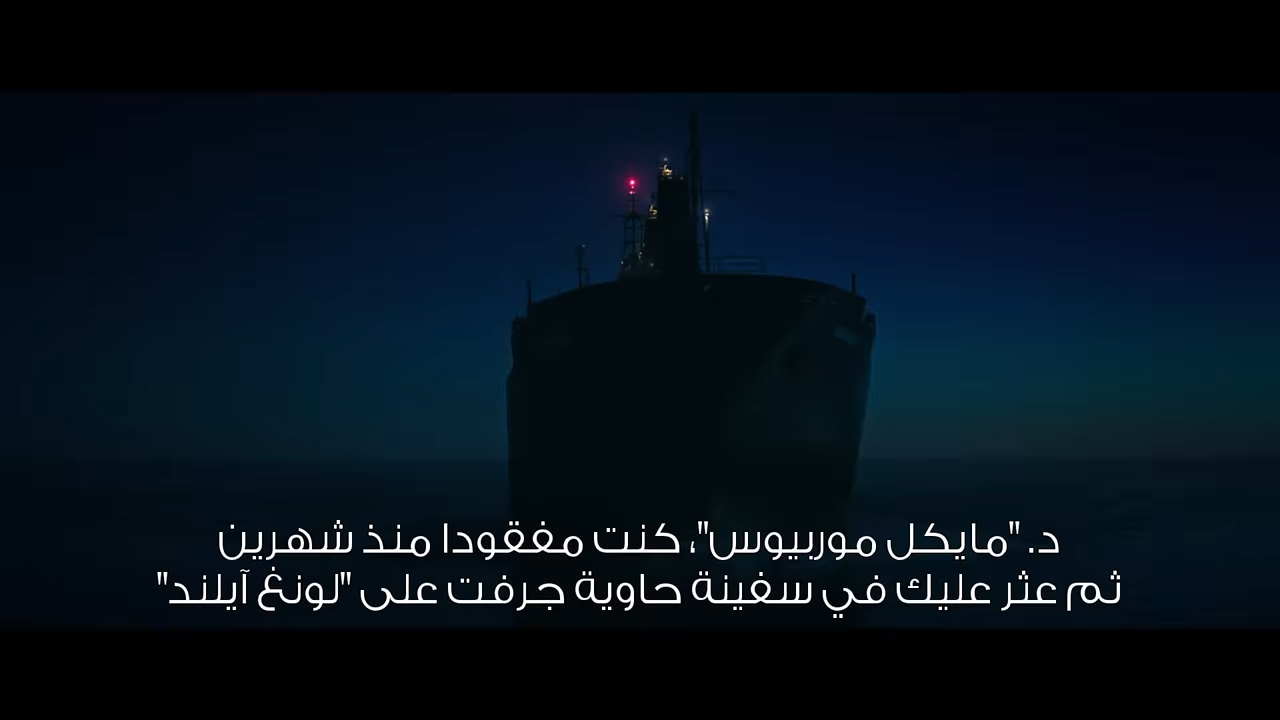 د. "مايكل موربيوس"، كنت مفقودا منذ شهرين
ثم عثر عليك في سفينة حاوية جرفت على "لونغ آيلند"